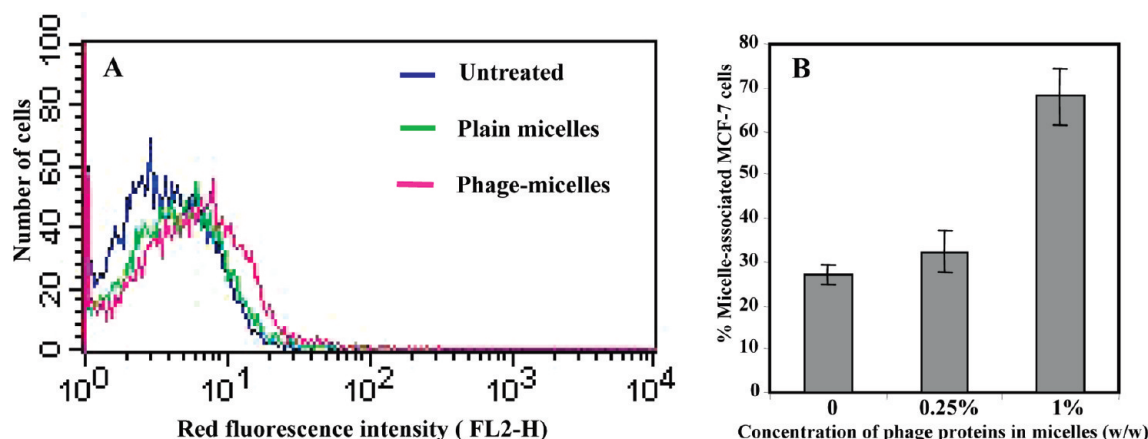 A
Untreated
Plain micelles
Phage-micelles
Number of cells
100
80
60
40
20
0
10^0 10^1 10^2 10^3 10^4
Red fluorescence intensity ( FL2-H)
B
% Micelle-associated MCF-7 cells
80
70
60
50
40
30
20
10
0
0 0.25% 1%
Concentration of phage proteins in micelles (w/w)